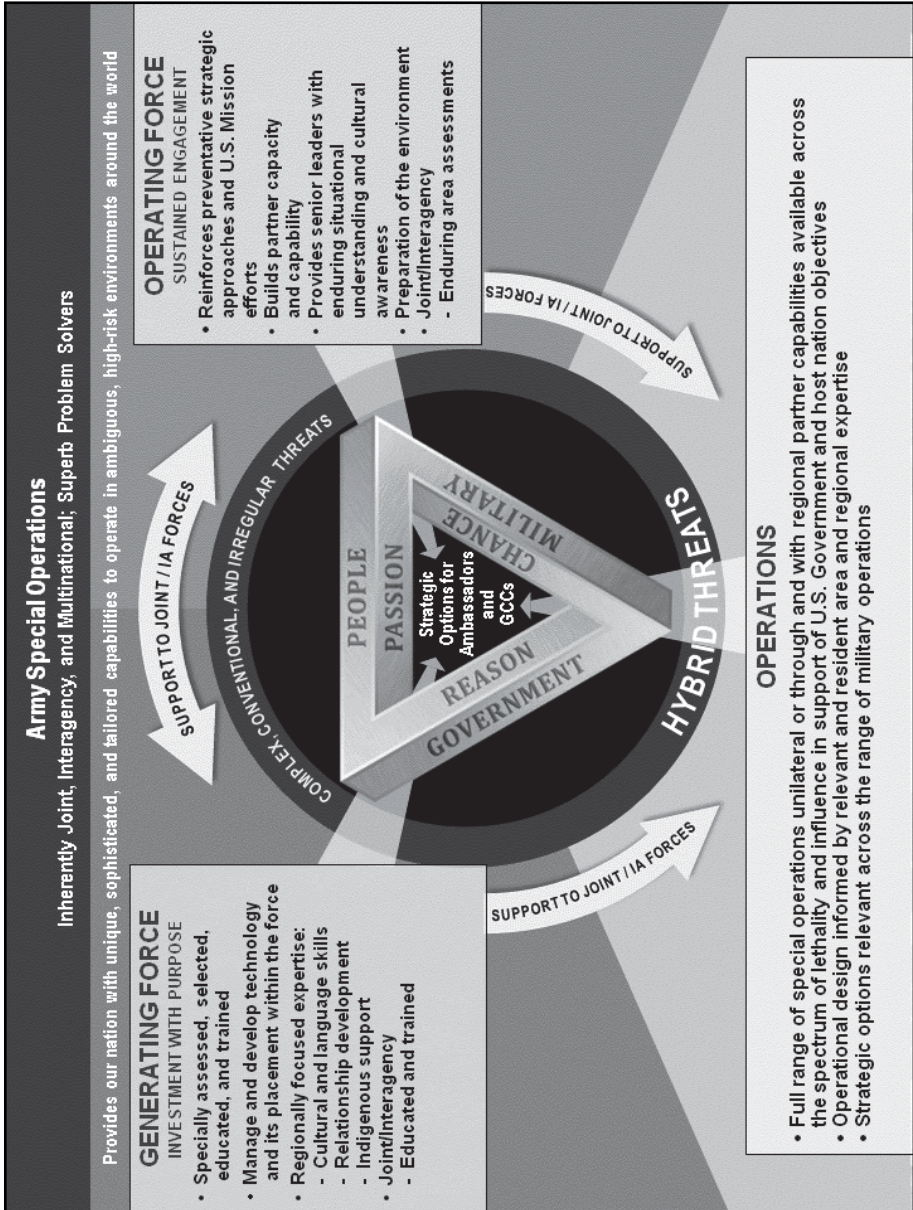 Army Special Operations
Inherently Joint, Interagency, and Multinational; Superb Problem Solvers
Provides our nation with unique, sophisticated, and tailored capabilities to operate in ambiguous, high-risk environments around the world
GENERATING FORCE
INVESTMENT WITH PURPOSE
• Specially assessed, selected,
educated, and trained
• Manage and develop technology
and its placement within the force
• Regionally focused expertise:
- Cultural and language skills
- Relationship development
- Indigenous support
• Joint/Interagency
- Educated and trained
SUPPORT TO JOINT / IA FORCES
COMPLEX, CONVENTIONAL, AND IRREGULAR THREATS
PEOPLE
PASSION
Strategic
Options for
Ambassadors
and
GCCs
REASON
GOVERNMENT
CHANCE
MILITARY
HYBRID THREATS
OPERATING FORCE
SUSTAINED ENGAGEMENT
• Reinforces preventative strategic
approaches and U.S. Mission
efforts
• Builds partner capacity
and capability
• Provides senior leaders with
enduring situational
understanding and cultural
awareness
• Preparation of the environment
• Joint/Interagency
- Enduring area assessments
SUPPORT TO JOINT / IA FORCES
SUPPORT TO JOINT / IA FORCES
OPERATIONS
• Full range of special operations unilateral or through and with regional partner capabilities available across
the spectrum of lethality and influence in support of U.S. Government and host nation objectives
• Operational design informed by relevant and resident area and regional expertise
• Strategic options relevant across the range of military operations